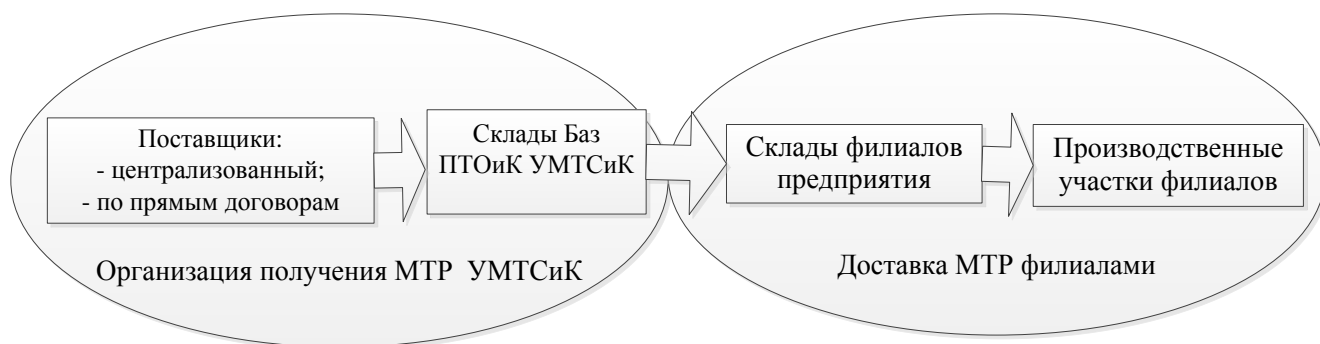 Поставщики:
- централизованный;
- по прямым договорам
Склады Баз
ПТОиК УМТСиК
Организация получения МТР УМТСиК
Склады филиалов
предприятия
Производственные
участки филиалов
Доставка МТР филиалами